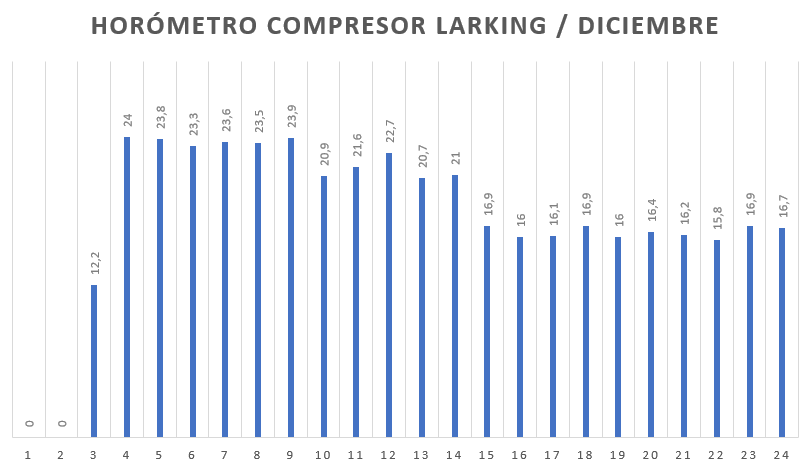 HORÓMETRO COMPRESOR LARKING / DICIEMBRE
0 0 12,2 24 23,8 23,3 23,6 23,5 23,9 20,9 21,6 22,7 20,7 21 16,9 16 16,1 16,9 16 16,4 16,2 15,8 16,9 16,7
1 2 3 4 5 6 7 8 9 10 11 12 13 14 15 16 17 18 19 20 21 22 23 24